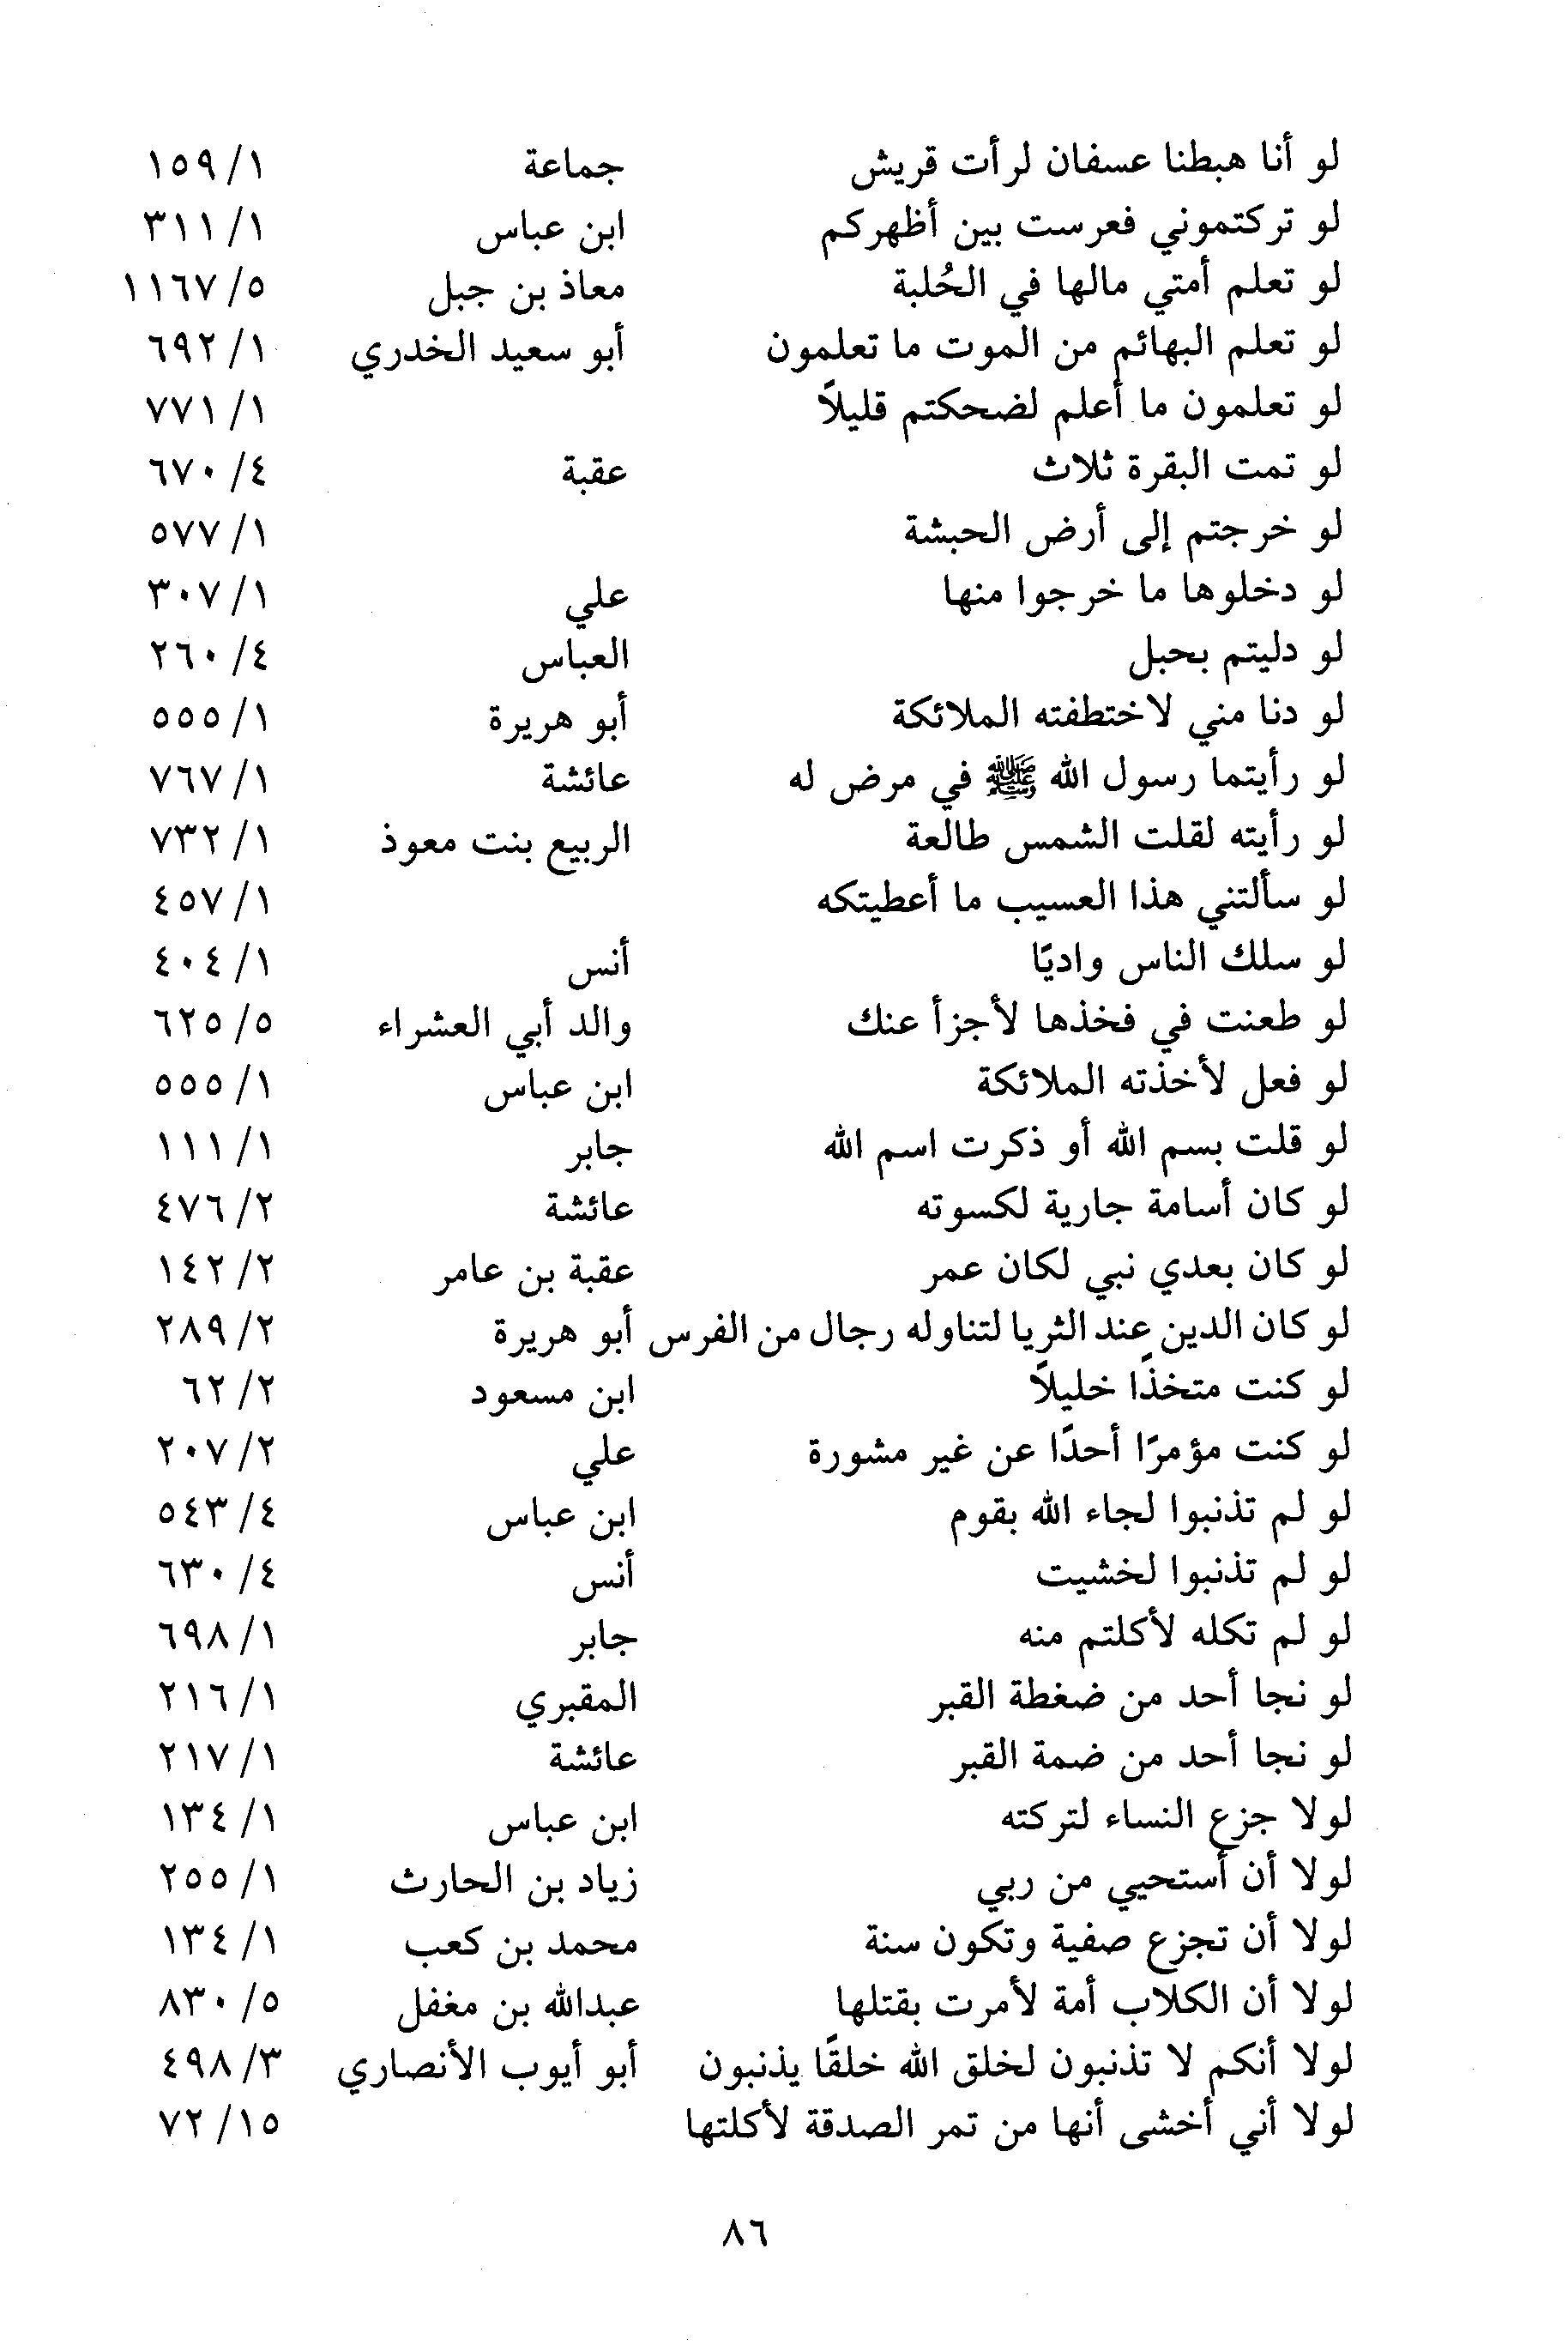 لو أنا هبطنا عسفان لرأت قريش جماعة ١/ ١٥٩
لو تركتموني فعرست بين أظهركم ابن عباس ١/ ٣١١
لو تعلم أمتي مالها في الحُلبة معاذ بن جبل ٥/ ١١٦٧
لو تعلم البهائم من الموت ما تعلمون أبو سعيد الخدري ١/ ٦٩٢
لو تعلمون ما أعلم لضحكتم قليلاً ١/ ٧٧١
لو تمت البقرة ثلاث عقبة ٤/ ٦٧٠
لو خرجتم إلى أرض الحبشة ١/ ٥٧٧
لو دخلوها ما خرجوا منها علي ١/ ٣٠٧
لو دليتم بحبل العباس ٤/ ٢٦٠
لو دنا مني لاختطفته الملائكة أبو هريرة ١/ ٥٥٥
لو رأيتما رسول الله ﷺ في مرض له عائشة ١/ ٧٦٧
لو رأيته لقلت الشمس طالعة الربيع بنت معوذ ١/ ٧٣٢
لو سألتني هذا العسيب ما أعطيتكه ١/ ٤٥٧
لو سلك الناس واديًا أنس ١/ ٤٠٤
لو طعنت في فخذها لأجزأ عنك والد أبي العشراء ٥/ ٦٢٥
لو فعل لأخذته الملائكة ابن عباس ١/ ٥٥٥
لو قلت بسم الله أو ذكرت اسم الله جابر ١/ ١١١
لو كان أسامة جارية لكسوته عائشة ٢/ ٤٧٦
لو كان بعدي نبي لكان عمر عقبة بن عامر ٢/ ١٤٢
لو كان الدين عند الثريا لتناوله رجال من الفرس أبو هريرة ٢/ ٢٨٩
لو كنت متخذًا خليلاً ابن مسعود ٢/ ٦٢
لو كنت مؤمرًا أحدًا عن غير مشورة علي ٢/ ٢٠٧
لو لم تذنبوا لجاء الله بقوم ابن عباس ٤/ ٥٤٣
لو لم تذنبوا لخشيت أنس ٤/ ٦٣٠
لو لم تكله لأكلتم منه جابر ١/ ٦٩٨
لو نجا أحد من ضغطة القبر المقبري ١/ ٢١٦
لو نجا أحد من ضمة القبر عائشة ١/ ٢١٧
لولا جزع النساء لتركته ابن عباس ١/ ١٣٤
لولا أن أستحيي من ربي زياد بن الحارث ١/ ٢٥٥
لولا أن تجزع صفية وتكون سنة محمد بن كعب ١/ ١٣٤
لولا أن الكلاب أمة لأمرت بقتلها عبدالله بن مغفل ٥/ ٨٣٠
لولا أنكم لا تذنبون لخلق الله خلقًا يذنبون أبو أيوب الأنصاري ٣/ ٤٩٨
لولا أني أخشى أنها من تمر الصدقة لأكلتها ١٥/ ٧٢
٨٦